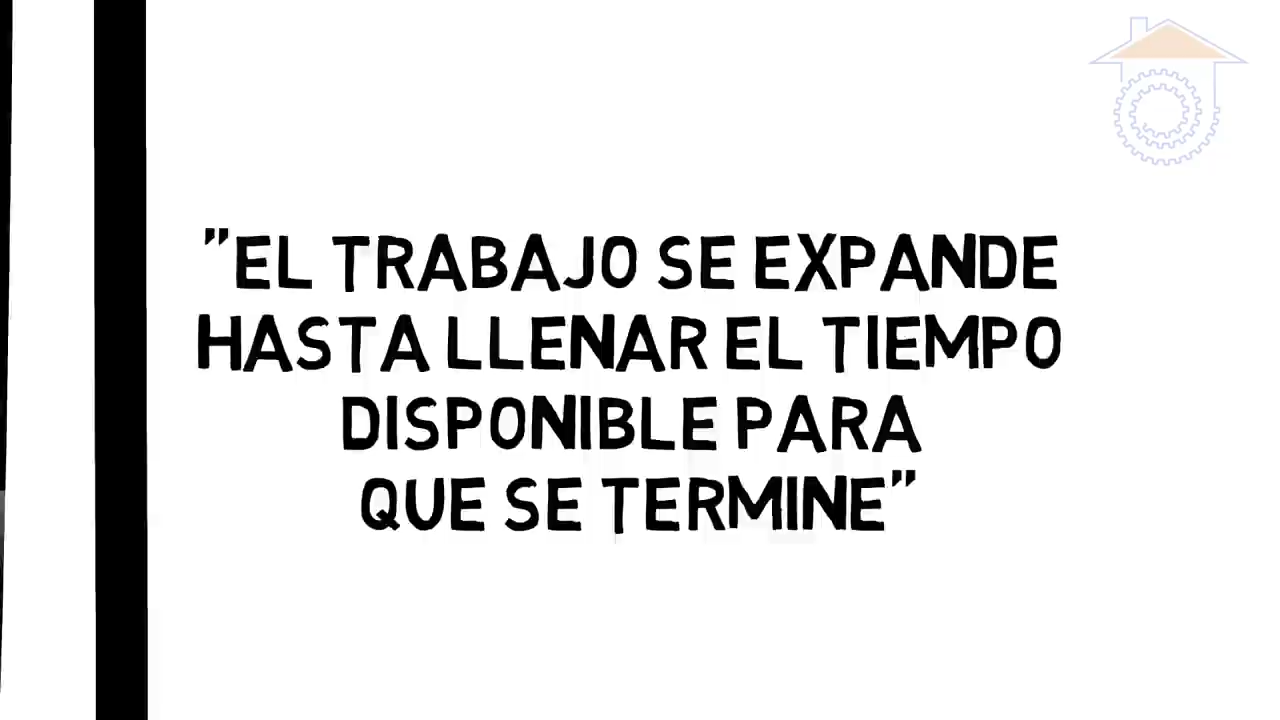 "EL TRABAJO SE EXPANDE
HASTA LLENAR EL TIEMPO
DISPONIBLE PARA
QUE SE TERMINE"